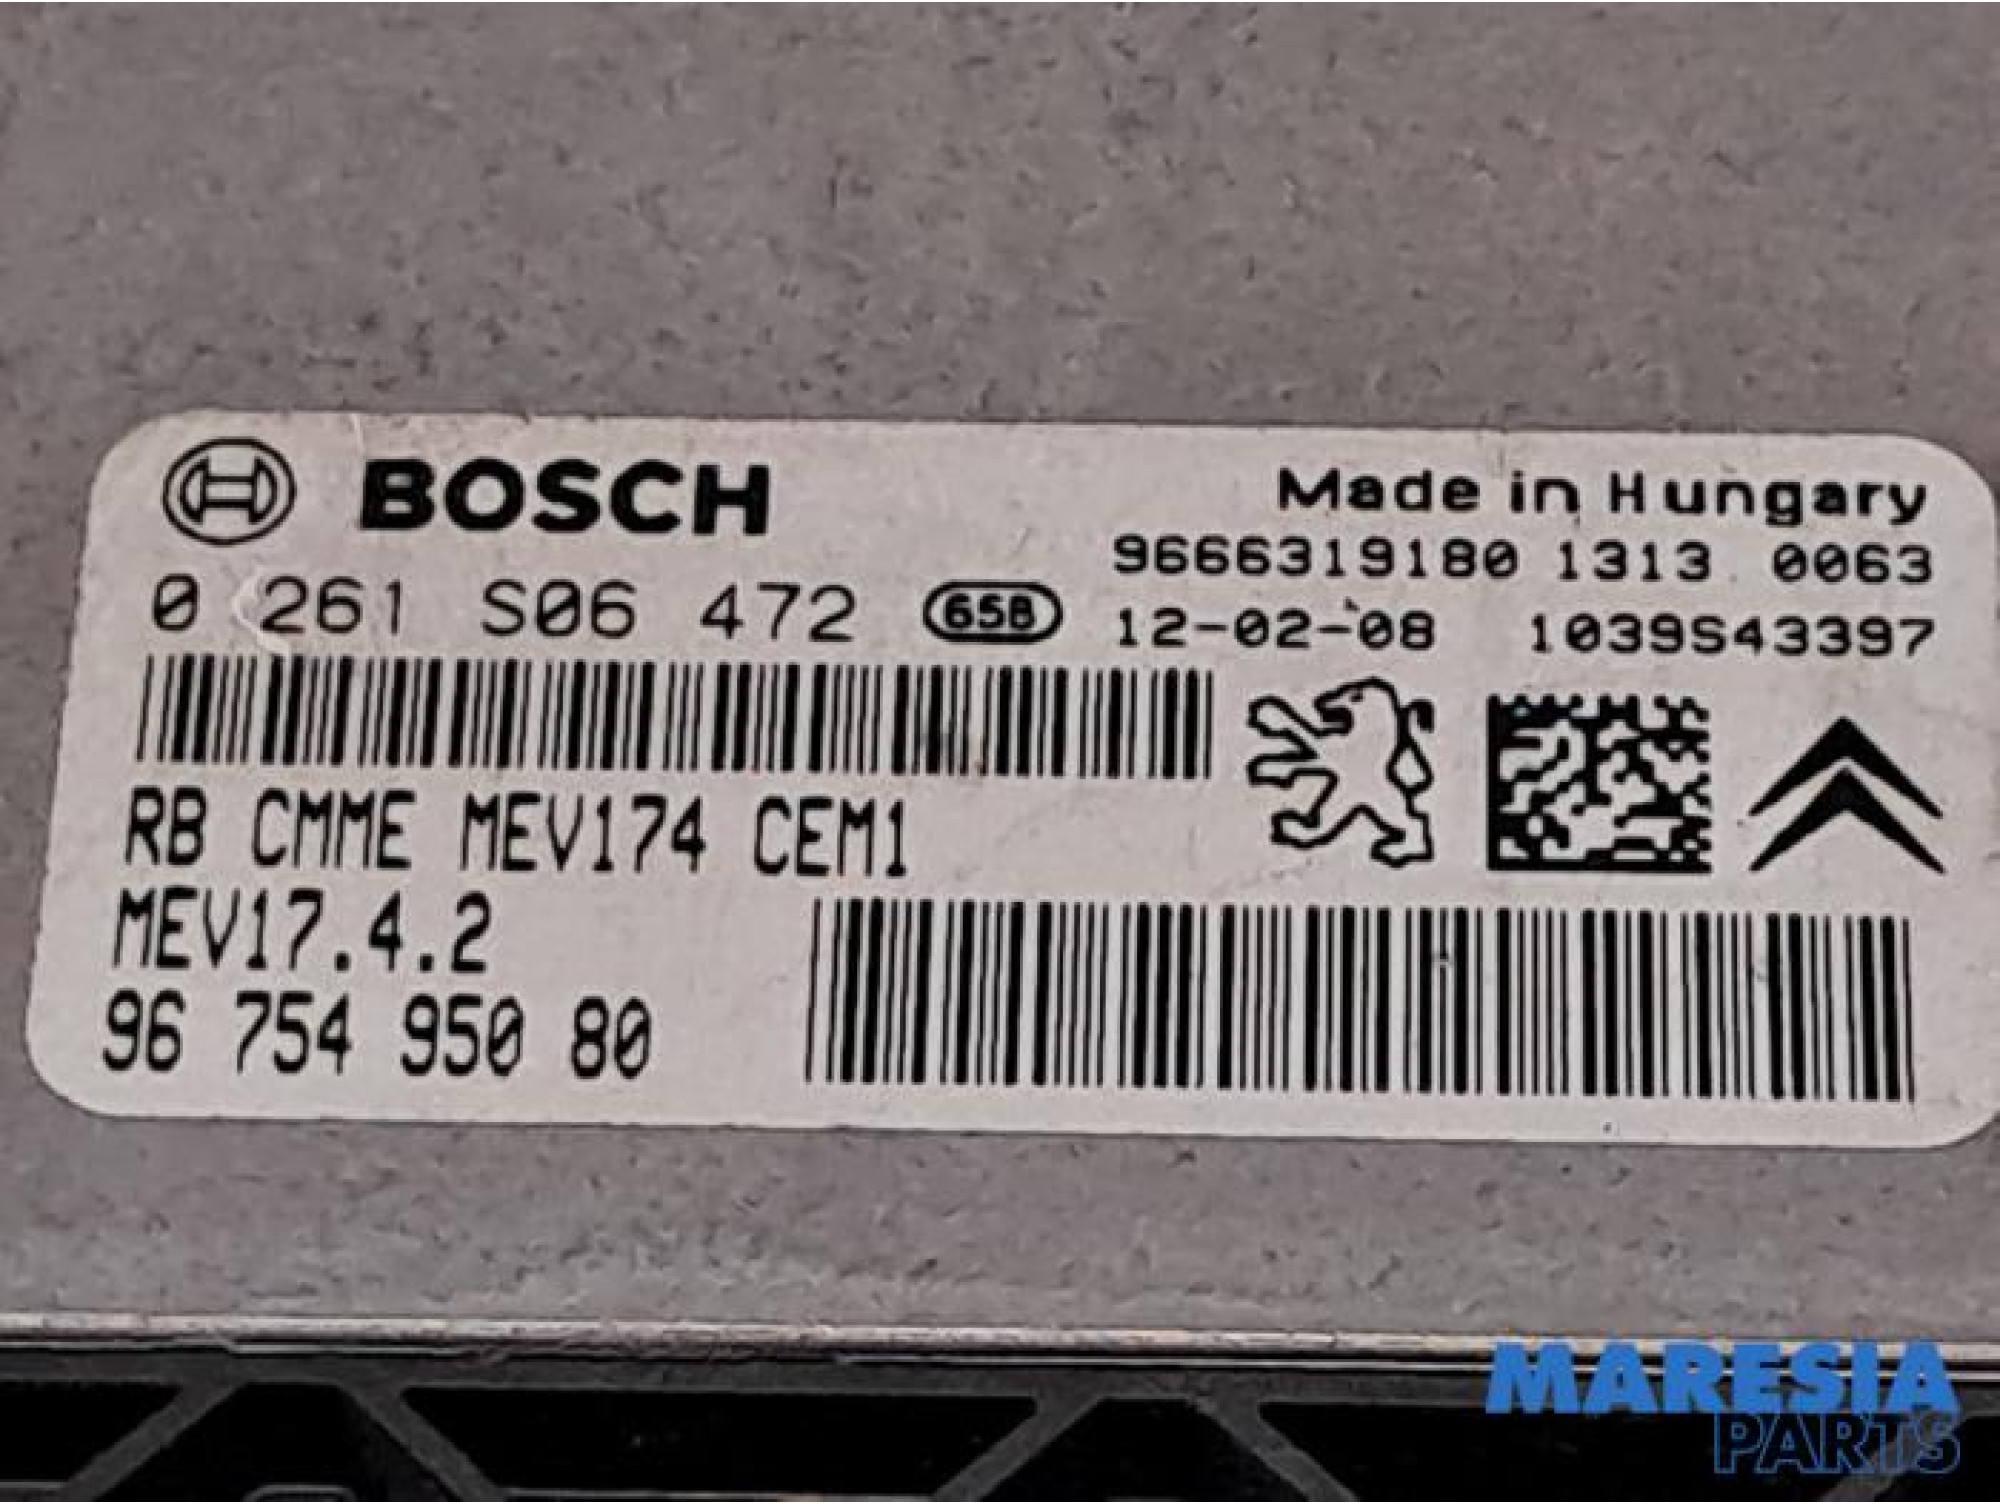 BOSCH
Made in Hungary
9666319180 1313 0063
0 261 S06 472 65B
12-02-08 1039S43397
RB CMME MEV174 CEM1
MEV17.4.2
96 754 950 80
MARESIA
PARTS